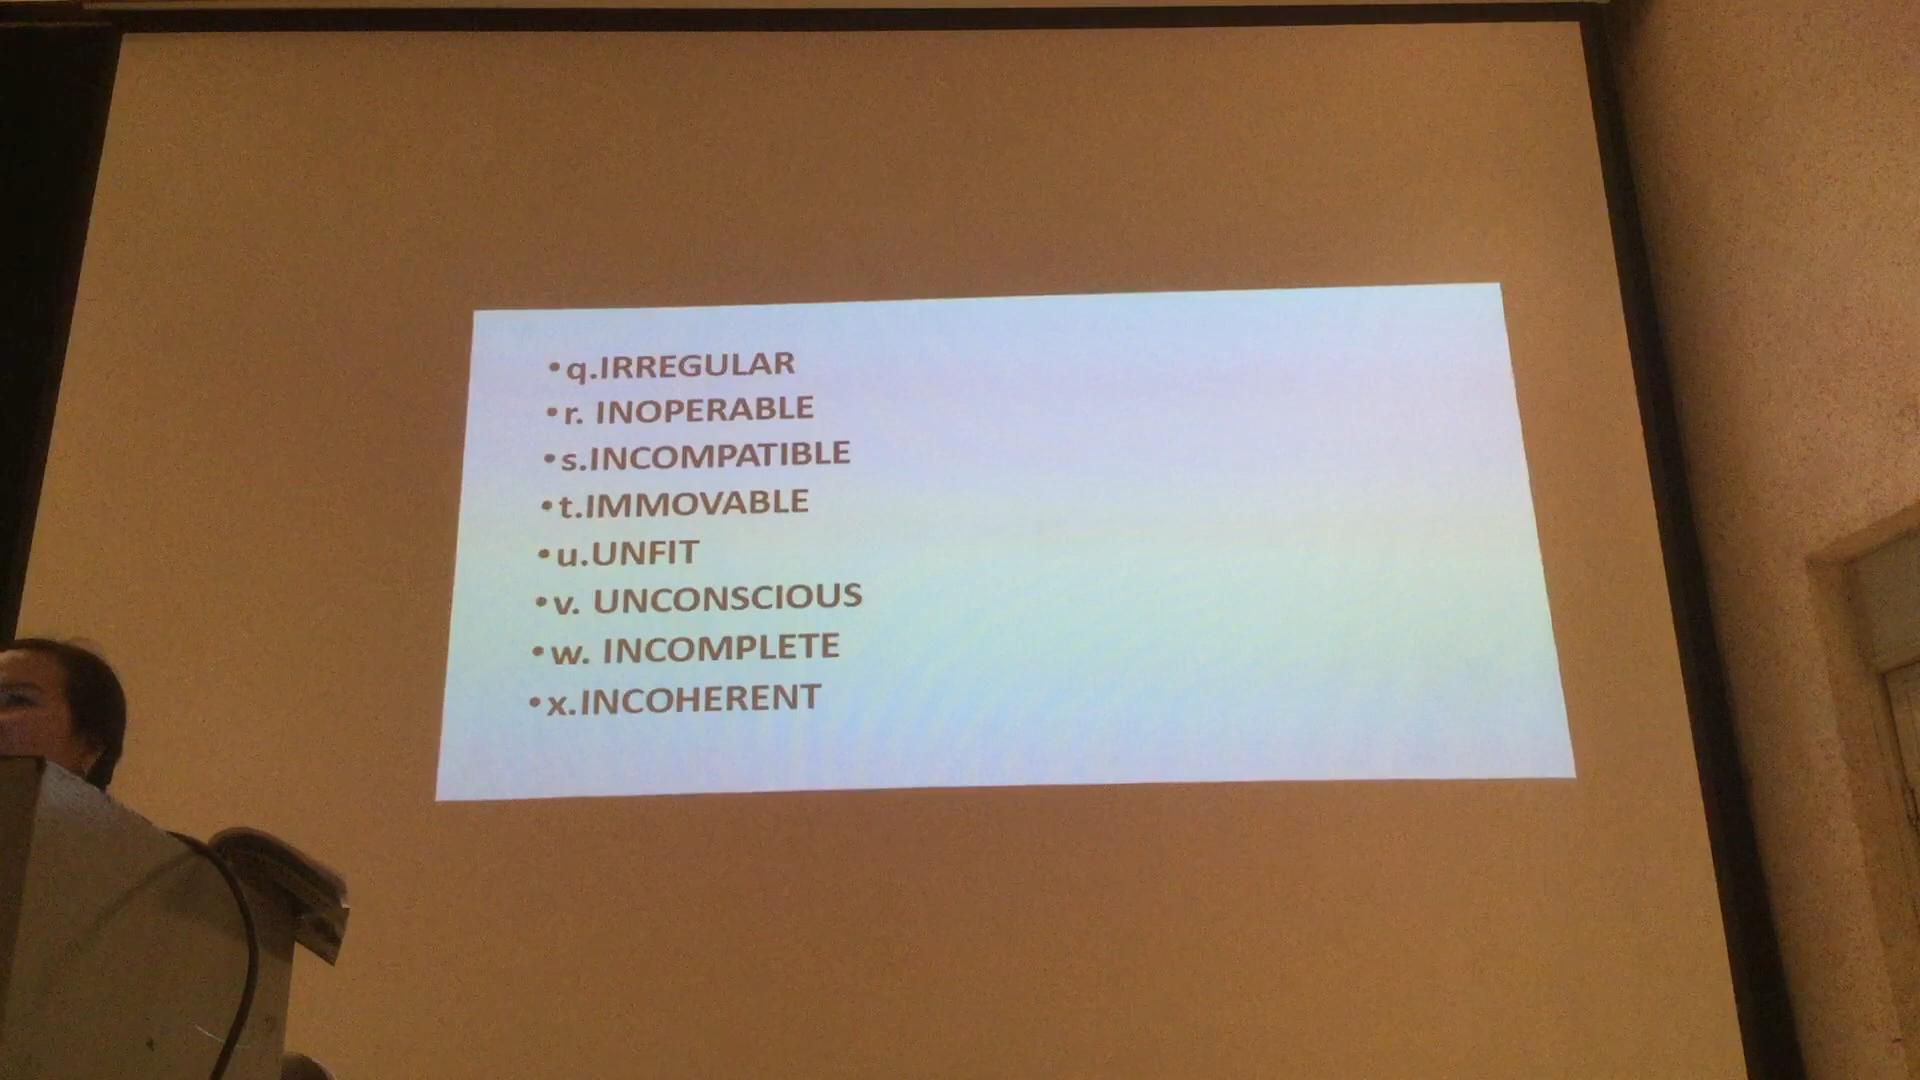 •q.IRREGULAR
•r. INOPERABLE
•s.INCOMPATIBLE
•t.IMMOVABLE
•u.UNFIT
•v. UNCONSCIOUS
•w. INCOMPLETE
•x.INCOHERENT